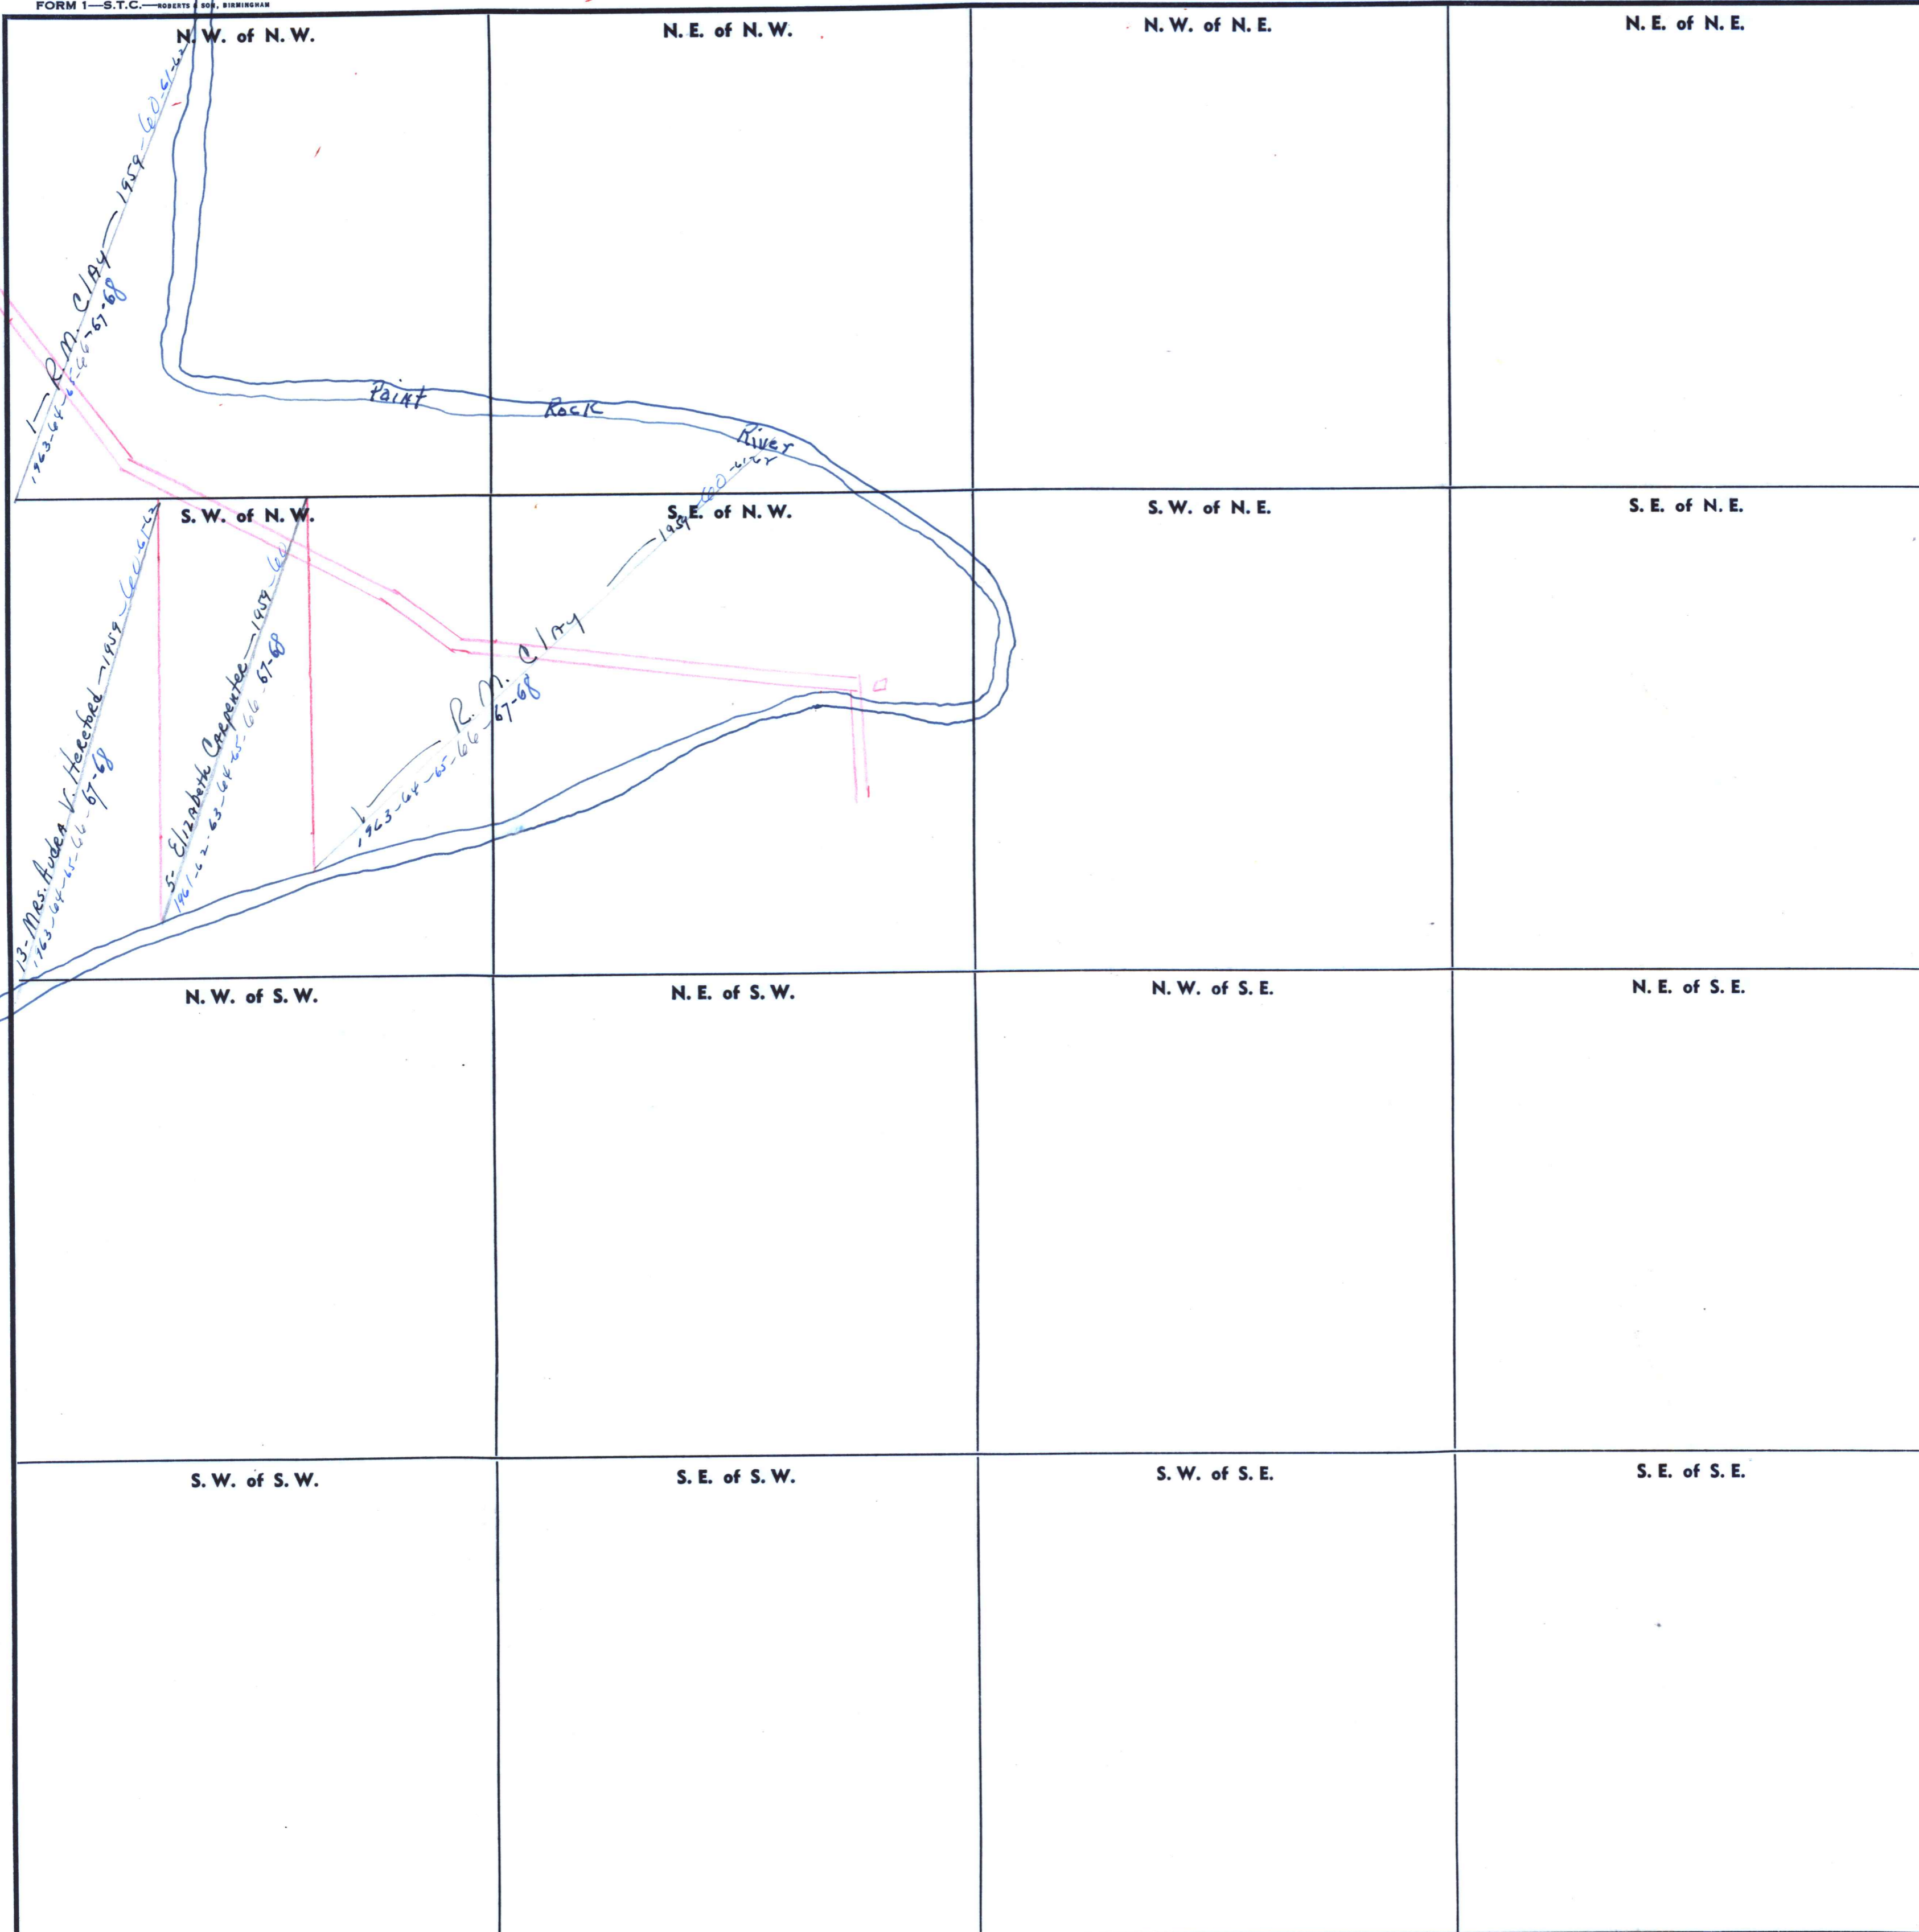 FORM 1—S.T.C.—ROBERTS & SON, BIRMINGHAM
N. W. of N. W.
N. E. of N. W.
N. W. of N. E.
N. E. of N. E.
1— R. M. ClAy — 1959-60-61-62
1963-64-65-66-67-68
Paint Rock River
S. W. of N. W.
S. E. of N. W.
S. W. of N. E.
S. E. of N. E.
13- Mrs. Audra V. Hereford — 1959-60-61-62
1963-64-65-66-67-68
5- Elizabeth Carpenter — 1959-60
1961-62-63-64-65-66-67-68
1— R. M. ClAy — 1959-60-61-62
1963-64-65-66-67-68
N. W. of S. W.
N. E. of S. W.
N. W. of S. E.
N. E. of S. E.
S. W. of S. W.
S. E. of S. W.
S. W. of S. E.
S. E. of S. E.